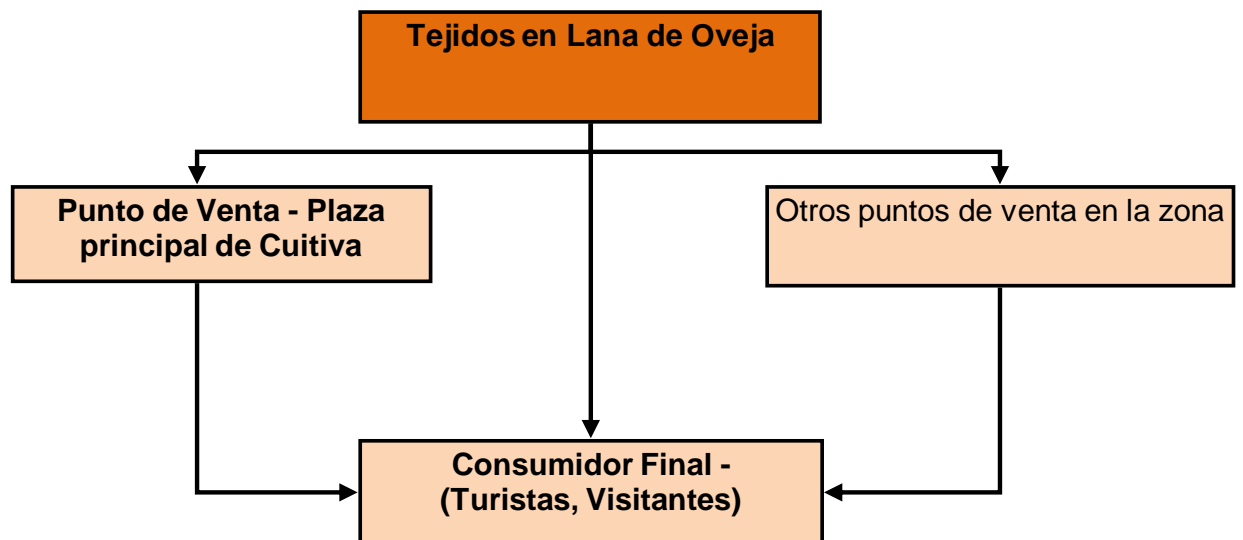 Tejidos en Lana de Oveja
Punto de Venta - Plaza
principal de Cuitiva
Otros puntos de venta en la zona
Consumidor Final -
(Turistas, Visitantes)